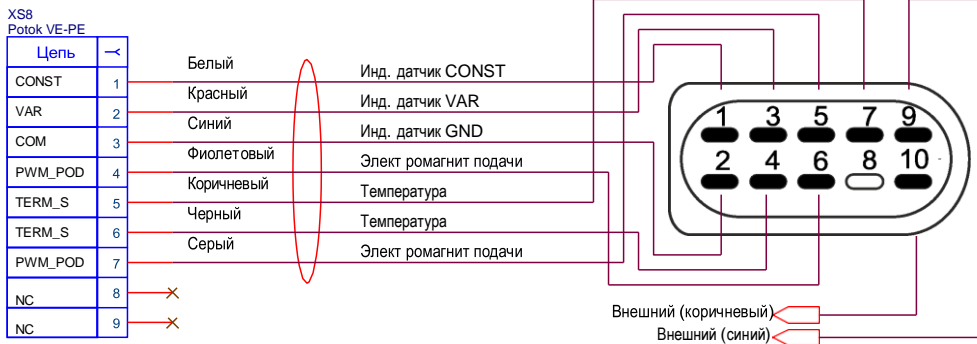 XS8
Potok VE-PE
Цепь
CONST 1 Белый Инд. датчик CONST
VAR 2 Красный Инд. датчик VAR
COM 3 Синий Инд. датчик GND
PWM_POD 4 Фиолетовый Элект ромагнит подачи
TERM_S 5 Коричневый Температура
TERM_S 6 Черный Температура
PWM_POD 7 Серый Элект ромагнит подачи
NC 8
NC 9
1 3 5 7 9
2 4 6 8 10
Внешний (коричневый)
Внешний (синий)